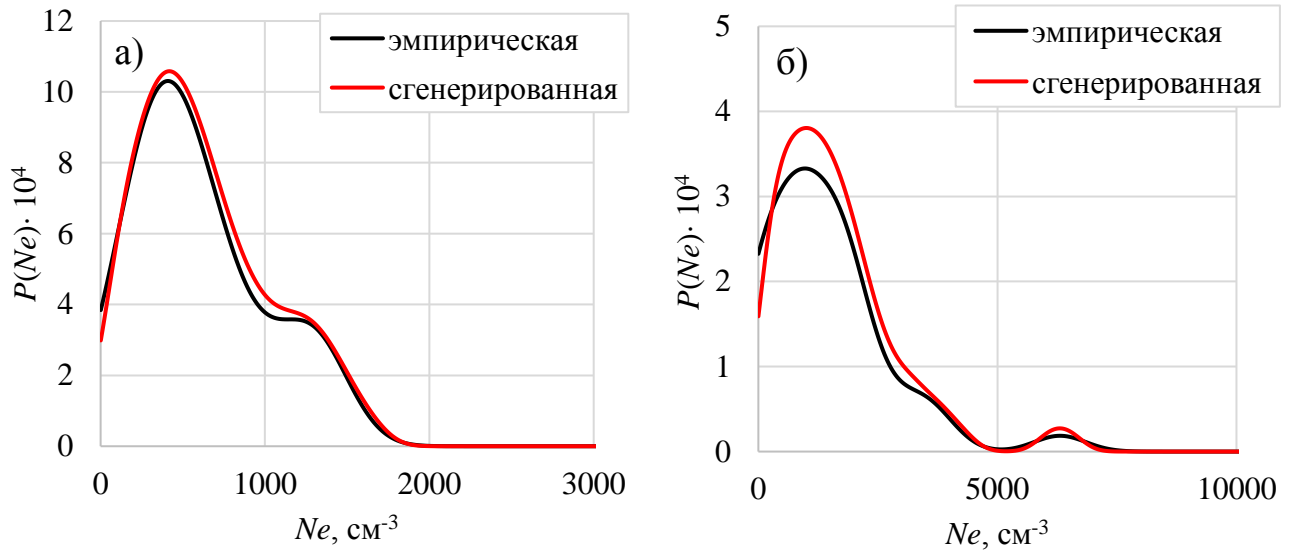 а)
эмпирическая
сгенерированная
P(Ne)· 10⁴
12
10
8
6
4
2
0
0 1000 2000 3000
Ne, см⁻³
б)
эмпирическая
сгенерированная
P(Ne)· 10⁴
5
4
3
2
1
0
0 5000 10000
Ne, см⁻³